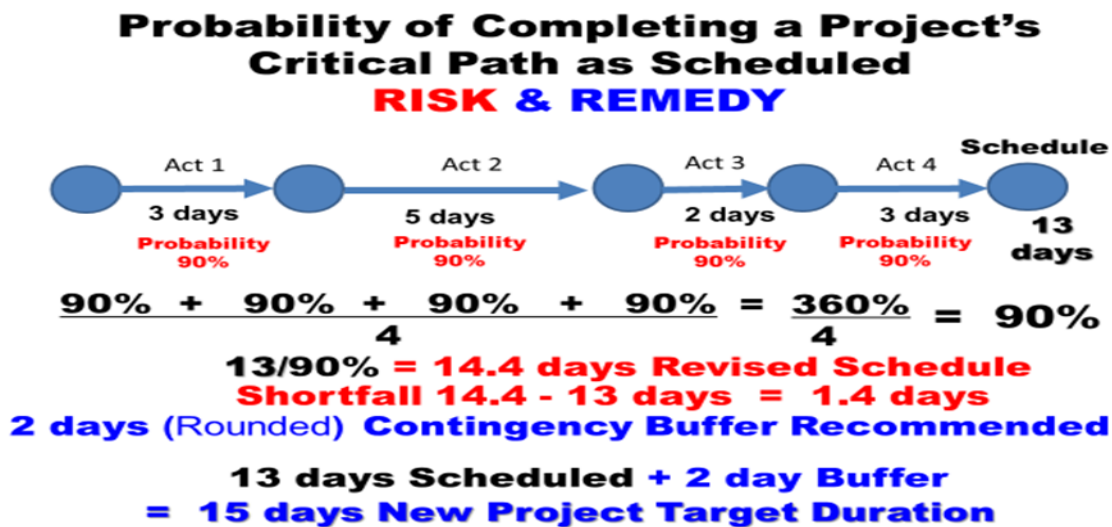 Probability of Completing a Project's
Critical Path as Scheduled
RISK & REMEDY
Schedule
Act 1 Act 2 Act 3 Act 4
3 days 5 days 2 days 3 days 13 days
Probability 90% Probability 90% Probability 90% Probability 90%
90% + 90% + 90% + 90% = 360% = 90%
4 4
13/90% = 14.4 days Revised Schedule
Shortfall 14.4 - 13 days = 1.4 days
2 days (Rounded) Contingency Buffer Recommended
13 days Scheduled + 2 day Buffer
= 15 days New Project Target Duration